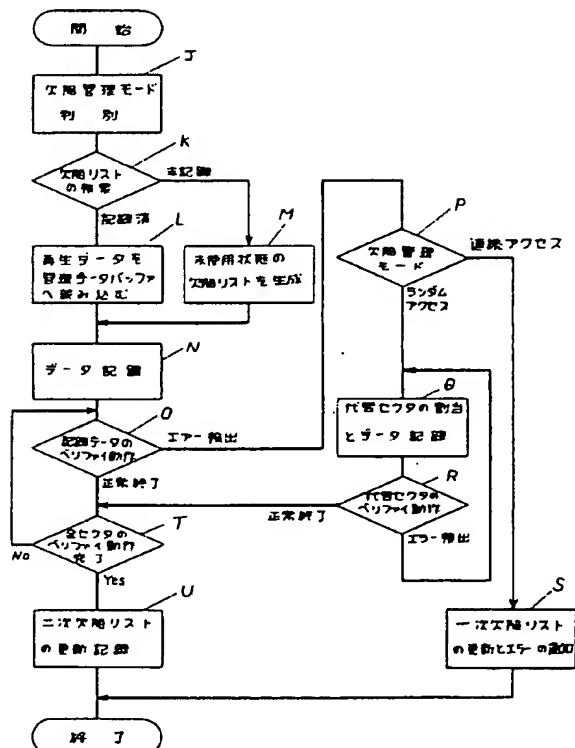 開始
J
欠陥管理モード
判別
K
欠陥リスト
の検索
未記録
記録済
L
再生データを
管理データバッファ
へ読み込む
M
未使用状態の
欠陥リストを生成
N
データ記録
O
記録データの
ベリファイ動作
エラー検出
正常終了
P
欠陥管理
モード
連続アクセス
ランダム
アクセス
Q
代替セクタの割当
とデータ記録
R
代替セクタの
ベリファイ動作
正常終了
エラー検出
T
全セクタの
ベリファイ動作
完了
No
Yes
U
二次欠陥リスト
の更新記録
S
一次欠陥リスト
の更新とエラーの
終了